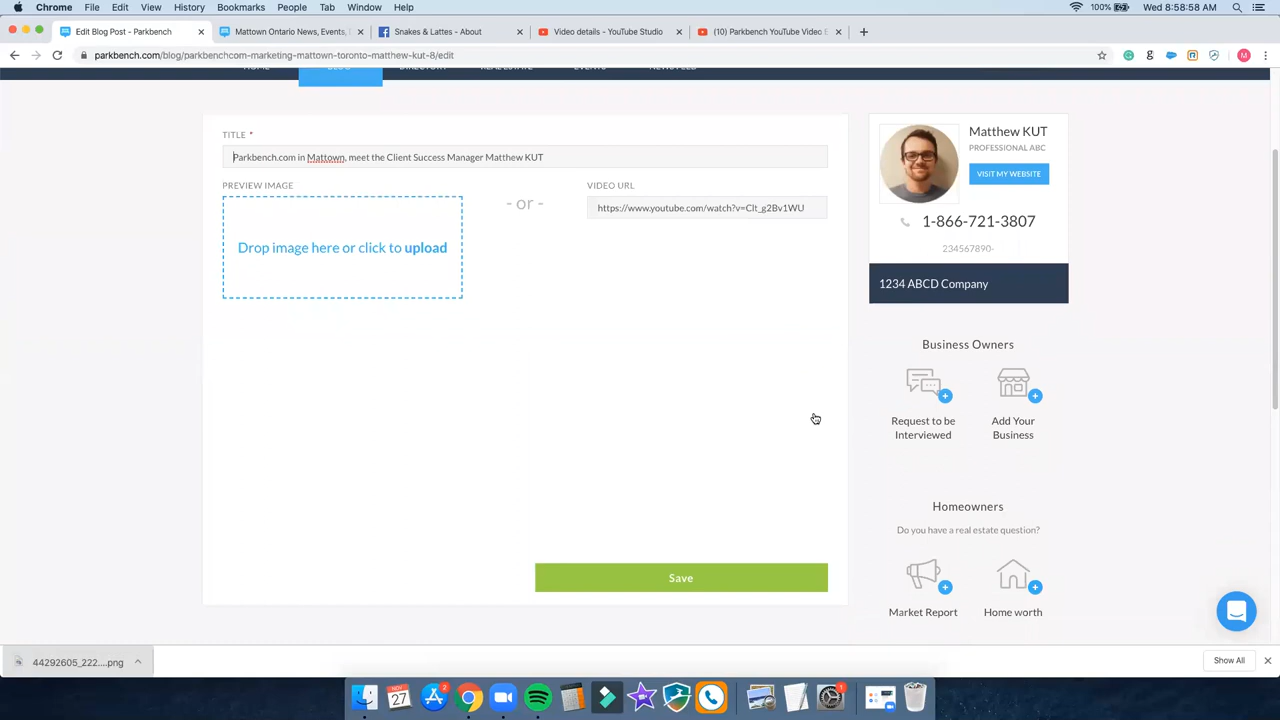 Chrome File Edit View History Bookmarks People Tab Window Help 100% Wed 8:58:58 AM
Edit Blog Post - Parkbench
Mattown Ontario News, Events,
Snakes & Lattes - About
Video details - YouTube Studio
(10) Parkbench YouTube Video E
parkbench.com/blog/parkbenchcom-marketing-mattown-toronto-matthew-kut-8/edit
TITLE *
Parkbench.com in Mattown, meet the Client Success Manager Matthew KUT
PREVIEW IMAGE
Drop image here or click to upload
- or -
VIDEO URL
https://www.youtube.com/watch?v=CIt_g2Bv1WU
Save
Matthew KUT
PROFESSIONAL ABC
VISIT MY WEBSITE
1-866-721-3807
234567890-
1234 ABCD Company
Business Owners
Request to be
Interviewed
Add Your
Business
Homeowners
Do you have a real estate question?
Market Report
Home worth
44292605_222....png
Show All
NOV
27
2
1